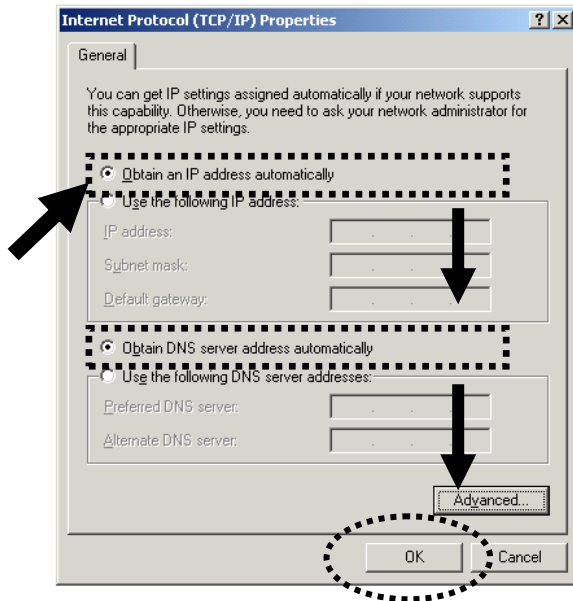 Internet Protocol (TCP/IP) Properties
General
You can get IP settings assigned automatically if your network supports
this capability. Otherwise, you need to ask your network administrator for
the appropriate IP settings.
Obtain an IP address automatically
Use the following IP address:
IP address:
Subnet mask:
Default gateway:
Obtain DNS server address automatically
Use the following DNS server addresses:
Preferred DNS server:
Alternate DNS server:
Advanced...
OK Cancel